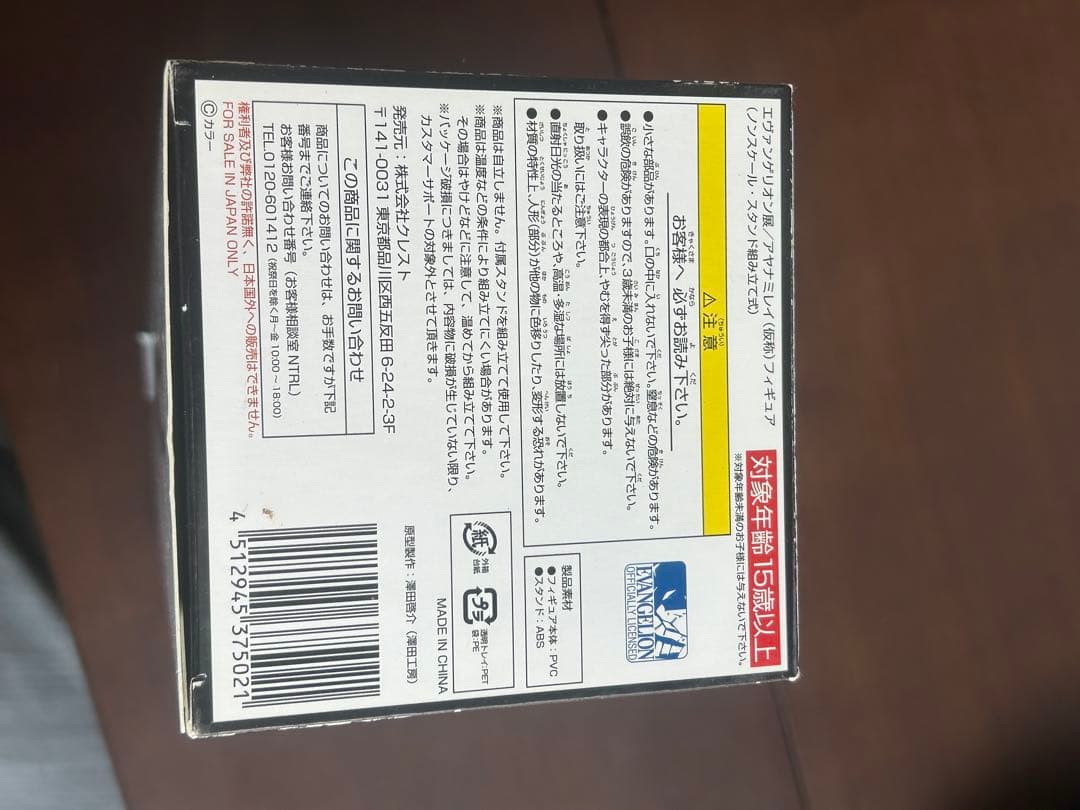 エヴァンゲリオン展／アヤナミレイ（仮称）フィギュア
（ノンスケール・スタンド組み立て式）
対象年齢15歳以上
※対象年齢未満のお子様には与えないで下さい。
⚠注意
お客様へ 必ずお読み下さい。
●小さな部品があります。口の中に入れないで下さい。窒息などの危険があります。
●誤飲の危険がありますので、3歳未満のお子様には絶対に与えないで下さい。
●キャラクターの表現の都合上、やむを得ず尖った部分があります。
取り扱いにはご注意下さい。
●直射日光の当たるところや、高温・多湿な場所には放置しないで下さい。
●材質の特性上、人形（部分）が他の物に色移りしたり、変形する恐れがあります。
EVANGELION
OFFICIALLY LICENSED
製品素材
●フィギュア本体：PVC
●スタンド：ABS
※商品は自立しません。付属スタンドを組み立てて使用して下さい。
※商品は温度などの条件により組み立てにくい場合があります。
その場合はやけどなどに注意して、温めてから組み立てて下さい。
※パッケージ破損につきましては、内容物に破損が生じていない限り、
カスタマーサポートの対象外とさせて頂きます。
紙
外箱
台紙
プラ
透明トレイ:PET
袋:PE
発売元：株式会社クレスト
〒141-0031 東京都品川区西五反田 6-24-2-3F
MADE IN CHINA
原型製作：澤田啓介（澤田工房）
この商品に関するお問い合わせ
商品についてのお問い合わせは、お手数ですが下記
番号までご連絡下さい。
お客様お問い合わせ番号（お客様相談室 NTRL）
TEL.0120-601412（祝祭日を除く月〜金 10:00〜18:00）
権利者及び弊社の許諾無く、日本国外への販売はできません。
FOR SALE IN JAPAN ONLY
©カラー
4 512945 375021